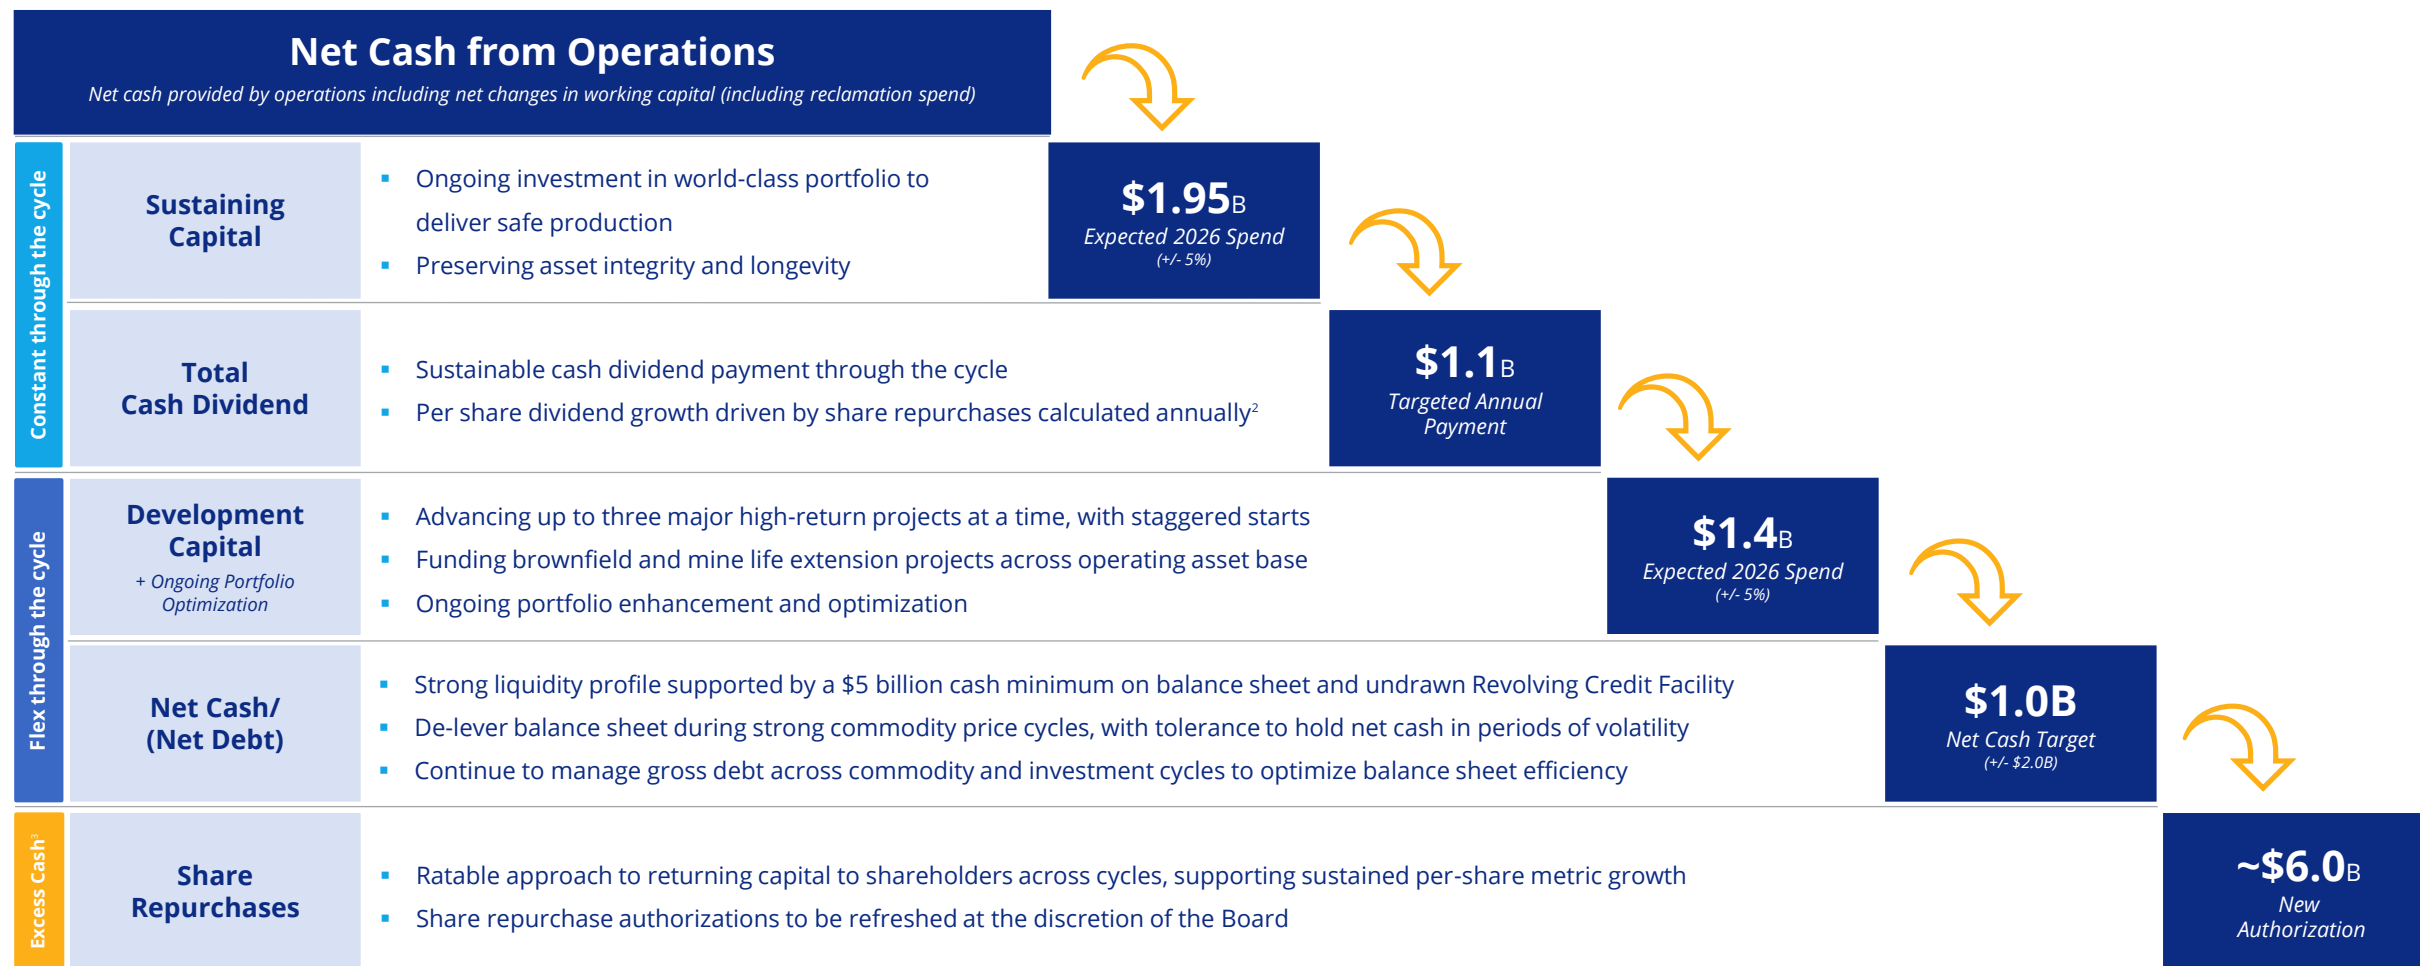 Net Cash from Operations
Net cash provided by operations including net changes in working capital (including reclamation spend)
Constant through the cycle
Sustaining
Capital
▪ Ongoing investment in world-class portfolio to
deliver safe production
▪ Preserving asset integrity and longevity
$1.95B
Expected 2026 Spend
(+/- 5%)
Total
Cash Dividend
▪ Sustainable cash dividend payment through the cycle
▪ Per share dividend growth driven by share repurchases calculated annually2
$1.1B
Targeted Annual
Payment
Flex through the cycle
Development
Capital
+ Ongoing Portfolio
Optimization
▪ Advancing up to three major high-return projects at a time, with staggered starts
▪ Funding brownfield and mine life extension projects across operating asset base
▪ Ongoing portfolio enhancement and optimization
$1.4B
Expected 2026 Spend
(+/- 5%)
Net Cash/
(Net Debt)
▪ Strong liquidity profile supported by a $5 billion cash minimum on balance sheet and undrawn Revolving Credit Facility
▪ De-lever balance sheet during strong commodity price cycles, with tolerance to hold net cash in periods of volatility
▪ Continue to manage gross debt across commodity and investment cycles to optimize balance sheet efficiency
$1.0B
Net Cash Target
(+/- $2.0B)
Excess Cash3
Share
Repurchases
▪ Ratable approach to returning capital to shareholders across cycles, supporting sustained per-share metric growth
▪ Share repurchase authorizations to be refreshed at the discretion of the Board
~$6.0B
New
Authorization